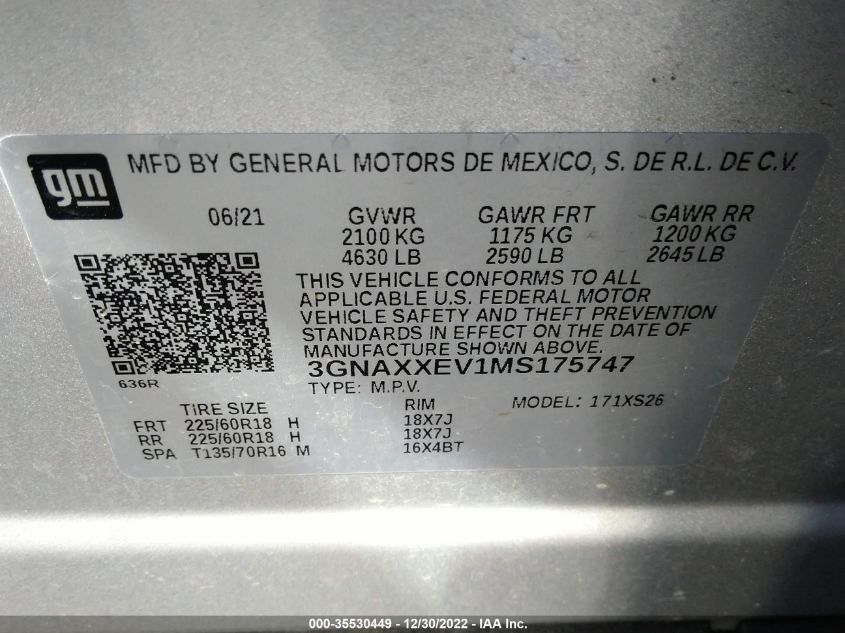 gm
MFD BY GENERAL MOTORS DE MEXICO, S. DE R.L. DE C.V.
06/21 GVWR GAWR FRT GAWR RR
2100 KG 1175 KG 1200 KG
4630 LB 2590 LB 2645 LB
THIS VEHICLE CONFORMS TO ALL
APPLICABLE U.S. FEDERAL MOTOR
VEHICLE SAFETY AND THEFT PREVENTION
STANDARDS IN EFFECT ON THE DATE OF
MANUFACTURE SHOWN ABOVE.
3GNAXXEV1MS175747
636R
TYPE: M.P.V.
TIRE SIZE RIM MODEL: 171XS26
FRT 225/60R18 H 18X7J
RR 225/60R18 H 18X7J
SPA T135/70R16 M 16X4BT
000-35530449 - 12/30/2022 - IAA Inc.